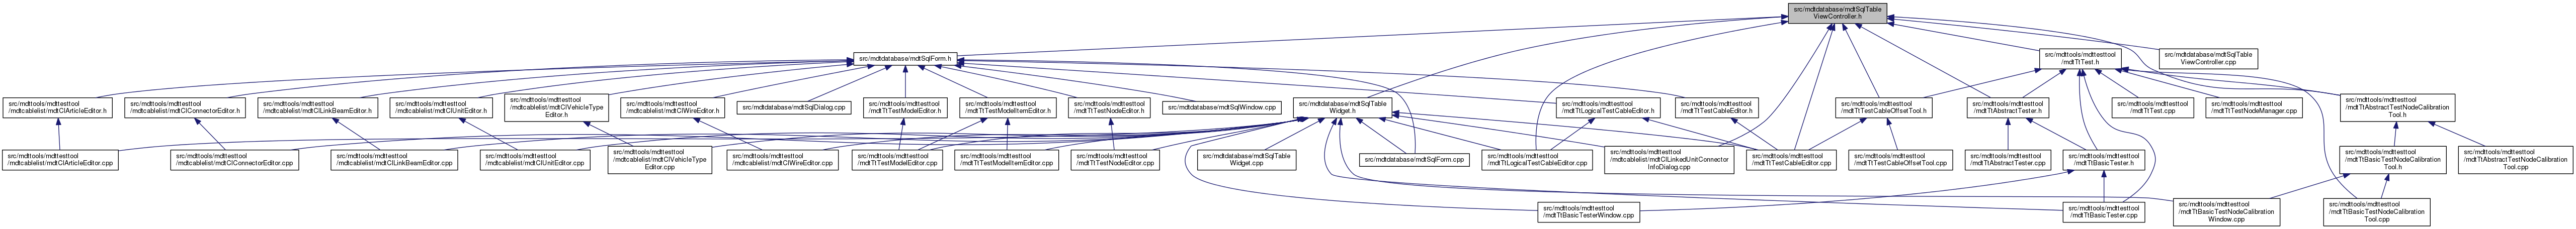 src/mdtdatabase/mdtSqlTable
ViewController.h
src/mdtdatabase/mdtSqlForm.h
src/mdttools/mdttesttool
/mdtTtTest.h
src/mdtdatabase/mdtSqlTable
ViewController.cpp
src/mdttools/mdttesttool
/mdtcablelist/mdtClArticleEditor.h
src/mdttools/mdttesttool
/mdtcablelist/mdtClConnectorEditor.h
src/mdttools/mdttesttool
/mdtcablelist/mdtClLinkBeamEditor.h
src/mdttools/mdttesttool
/mdtcablelist/mdtClUnitEditor.h
src/mdttools/mdttesttool
/mdtcablelist/mdtClVehicleType
Editor.h
src/mdttools/mdttesttool
/mdtcablelist/mdtClWireEditor.h
src/mdtdatabase/mdtSqlDialog.cpp
src/mdttools/mdttesttool
/mdtTtTestModelEditor.h
src/mdttools/mdttesttool
/mdtTtTestModelItemEditor.h
src/mdttools/mdttesttool
/mdtTtTestNodeEditor.h
src/mdtdatabase/mdtSqlWindow.cpp
src/mdtdatabase/mdtSqlTable
Widget.h
src/mdttools/mdttesttool
/mdtTtLogicalTestCableEditor.h
src/mdttools/mdttesttool
/mdtTtTestCableEditor.h
src/mdttools/mdttesttool
/mdtTtTestCableOffsetTool.h
src/mdttools/mdttesttool
/mdtTtAbstractTester.h
src/mdttools/mdttesttool
/mdtTtTest.cpp
src/mdttools/mdttesttool
/mdtTtTestNodeManager.cpp
src/mdttools/mdttesttool
/mdtTtAbstractTestNodeCalibration
Tool.h
src/mdttools/mdttesttool
/mdtcablelist/mdtClArticleEditor.cpp
src/mdttools/mdttesttool
/mdtcablelist/mdtClConnectorEditor.cpp
src/mdttools/mdttesttool
/mdtcablelist/mdtClLinkBeamEditor.cpp
src/mdttools/mdttesttool
/mdtcablelist/mdtClUnitEditor.cpp
src/mdttools/mdttesttool
/mdtcablelist/mdtClVehicleType
Editor.cpp
src/mdttools/mdttesttool
/mdtcablelist/mdtClWireEditor.cpp
src/mdttools/mdttesttool
/mdtTtTestModelEditor.cpp
src/mdttools/mdttesttool
/mdtTtTestModelItemEditor.cpp
src/mdttools/mdttesttool
/mdtTtTestNodeEditor.cpp
src/mdtdatabase/mdtSqlTable
Widget.cpp
src/mdtdatabase/mdtSqlForm.cpp
src/mdttools/mdttesttool
/mdtTtLogicalTestCableEditor.cpp
src/mdttools/mdttesttool
/mdtcablelist/mdtClLinkedUnitConnector
InfoDialog.cpp
src/mdttools/mdttesttool
/mdtTtTestCableEditor.cpp
src/mdttools/mdttesttool
/mdtTtTestCableOffsetTool.cpp
src/mdttools/mdttesttool
/mdtTtAbstractTester.cpp
src/mdttools/mdttesttool
/mdtTtBasicTester.h
src/mdttools/mdttesttool
/mdtTtBasicTestNodeCalibration
Tool.h
src/mdttools/mdttesttool
/mdtTtAbstractTestNodeCalibration
Tool.cpp
src/mdttools/mdttesttool
/mdtTtBasicTesterWindow.cpp
src/mdttools/mdttesttool
/mdtTtBasicTester.cpp
src/mdttools/mdttesttool
/mdtTtBasicTestNodeCalibration
Window.cpp
src/mdttools/mdttesttool
/mdtTtBasicTestNodeCalibration
Tool.cpp